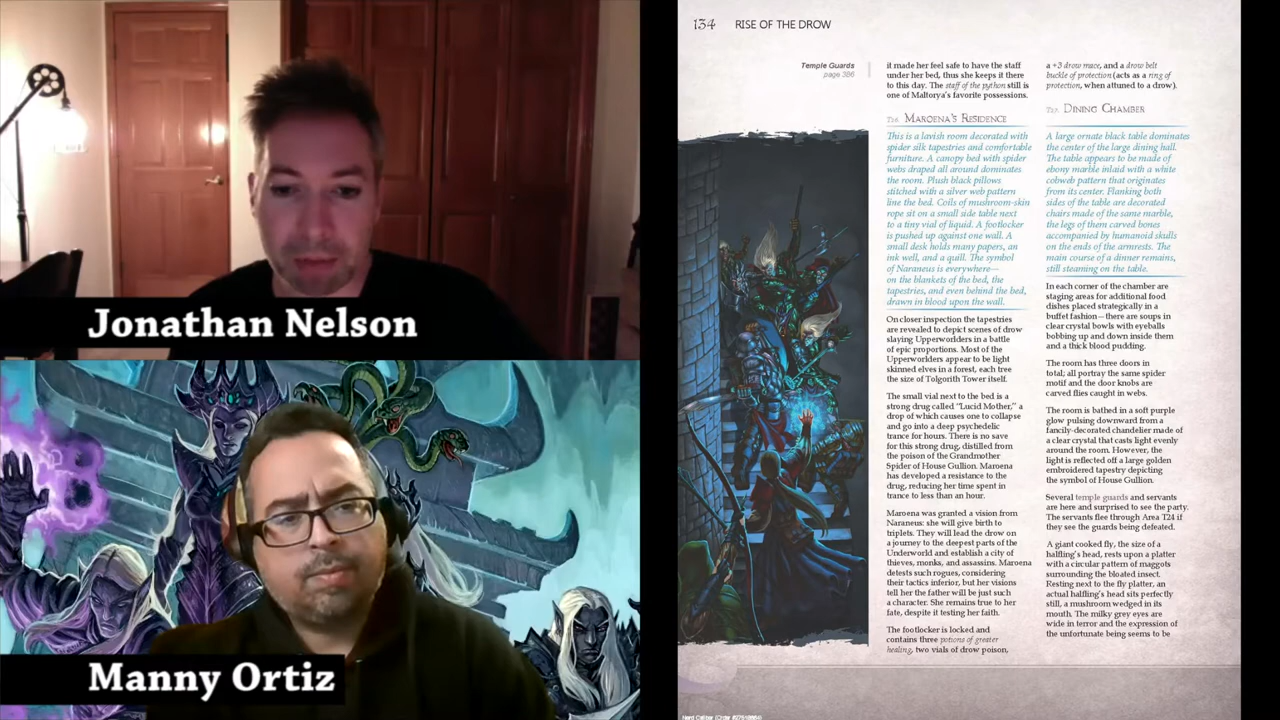 Jonathan Nelson
Manny Ortiz
134 RISE OF THE DROW
Temple Guards
page 386
it made her feel safe to have the staff
under her bed, thus she keeps it there
to this day. The staff of the python still is
one of Maltorya's favorite possessions.
Maroena's Residence
This is a lavish room decorated with
spider silk tapestries and comfortable
furniture. A canopy bed with spider
webs draped all around dominates
the room. Plush black pillows
stitched with a silver web pattern
line the bed. Coils of mushroom-skin
rope sit on a small side table next
to a tiny vial of liquid. A footlocker
is pushed up against one wall. A
small desk holds many papers, an
ink well, and a quill. The symbol
of Naraneus is everywhere—
on the blankets of the bed, the
tapestries, and even behind the bed,
drawn in blood upon the wall.
On closer inspection the tapestries
are revealed to depict scenes of drow
slaying Upperworlders in a battle
of epic proportions. Most of the
Upperworlders appear to be light
skinned elves in a forest, each tree
the size of Tolgorith Tower itself.
The small vial next to the bed is a
strong drug called "Lucid Mother," a
drop of which causes one to collapse
and go into a deep psychedelic
trance for hours. There is no save
for this strong drug, distilled from
the poison of the Grandmother
Spider of House Gullion. Maroena
has developed a resistance to the
drug, reducing her time spent in
trance to less than an hour.
Maroena was granted a vision from
Naraneus: she will give birth to
triplets. They will lead the drow on
a journey to the deepest parts of the
Underworld and establish a city of
thieves, monks, and assassins. Maroena
detests such rogues, considering
their tactics inferior, but her visions
tell her the father will be just such
a character. She remains true to her
fate, despite it testing her faith.
The footlocker is locked and
contains three potions of greater
healing, two vials of drow poison,
a +3 drow mace, and a drow belt
buckle of protection (acts as a ring of
protection, when attuned to a drow).
Dining Chamber
A large ornate black table dominates
the center of the large dining hall.
The table appears to be made of
ebony marble inlaid with a white
cobweb pattern that originates
from its center. Flanking both
sides of the table are decorated
chairs made of the same marble,
the legs of them carved bones
accompanied by humanoid skulls
on the ends of the armrests. The
main course of a dinner remains,
still steaming on the table.
In each corner of the chamber are
staging areas for additional food
dishes placed strategically in a
buffet fashion—there are soups in
clear crystal bowls with eyeballs
bobbing up and down inside them
and a thick blood pudding.
The room has three doors in
total; all portray the same spider
motif and the door knobs are
carved flies caught in webs.
The room is bathed in a soft purple
glow pulsing downward from a
fancily-decorated chandelier made of
a clear crystal that casts light evenly
around the room. However, the
light is reflected off a large golden
embroidered tapestry depicting
the symbol of House Gullion.
Several temple guards and servants
are here and surprised to see the party.
The servants flee through Area T24 if
they see the guards being defeated.
A giant cooked fly, the size of a
halfling's head, rests upon a platter
with a circular pattern of maggots
surrounding the bloated insect.
Resting next to the fly platter, an
actual halfling's head sits perfectly
still, a mushroom wedged in its
mouth. The milky grey eyes are
wide in terror and the expression of
the unfortunate being seems to be